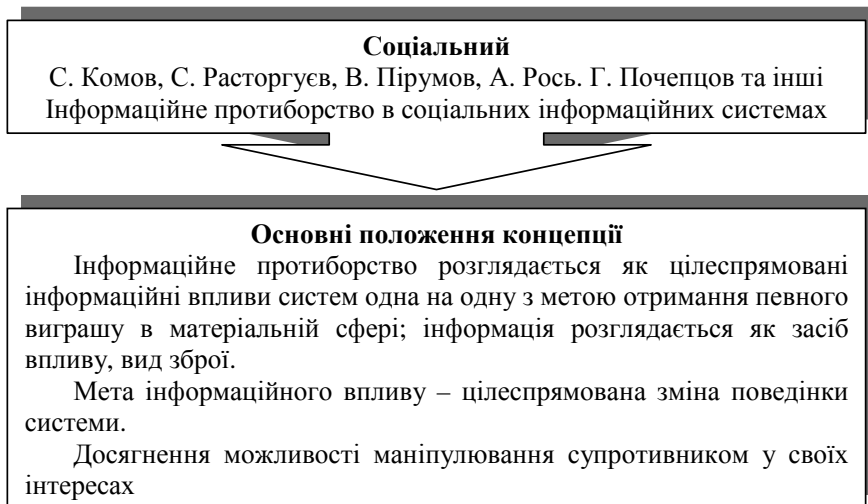 Соціальний
С. Комов, С. Расторгуєв, В. Пірумов, А. Рось. Г. Почепцов та інші
Інформаційне протиборство в соціальних інформаційних системах
Основні положення концепції
Інформаційне протиборство розглядається як цілеспрямовані
інформаційні впливи систем одна на одну з метою отримання певного
виграшу в матеріальній сфері; інформація розглядається як засіб
впливу, вид зброї.
Мета інформаційного впливу – цілеспрямована зміна поведінки
системи.
Досягнення можливості маніпулювання супротивником у своїх
інтересах